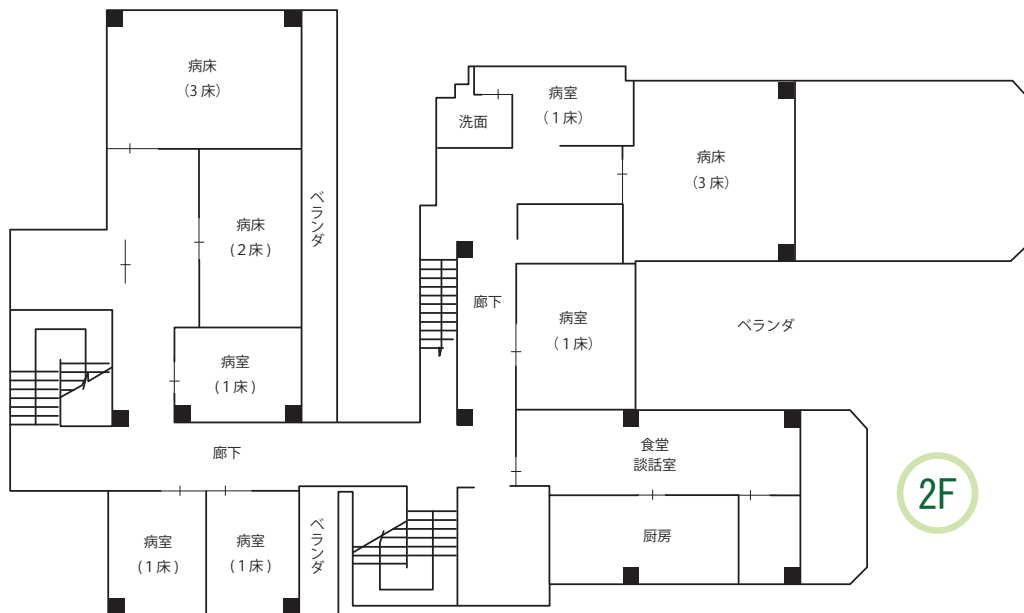 病床
(3床)
病室
(1床)
洗面
病床
(3床)
ベランダ
病床
(2床)
廊下
病室
(1床)
ベランダ
病室
(1床)
廊下
食堂
談話室
2F
厨房
病室
(1床)
病室
(1床)
ベランダ